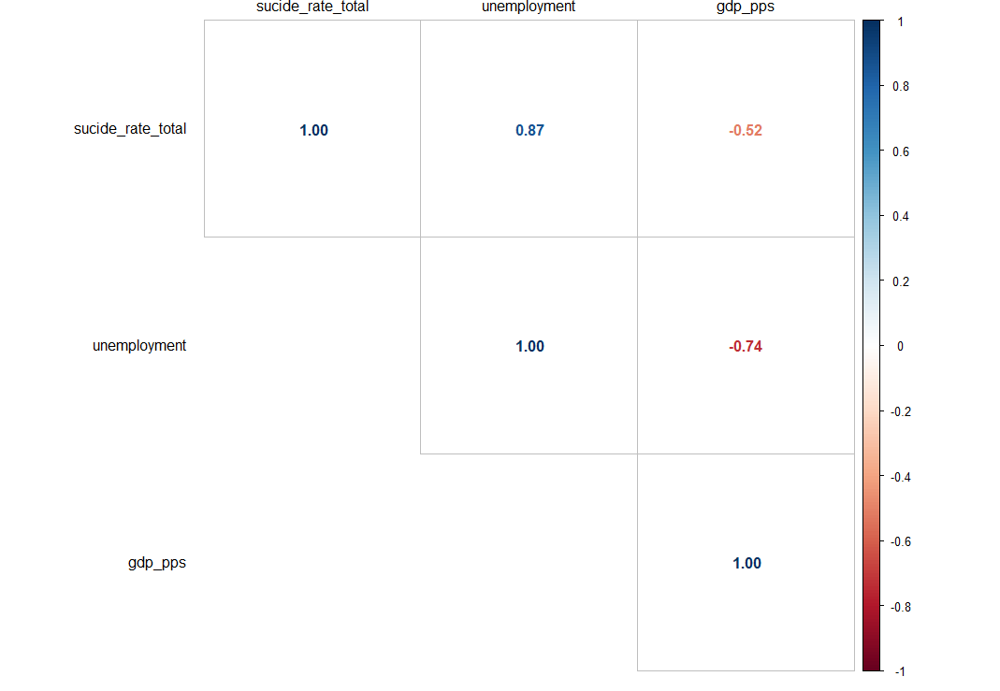 sucide_rate_total unemployment gdp_pps
sucide_rate_total 1.00 0.87 -0.52
unemployment 1.00 -0.74
gdp_pps 1.00
1
0.8
0.6
0.4
0.2
0
-0.2
-0.4
-0.6
-0.8
-1